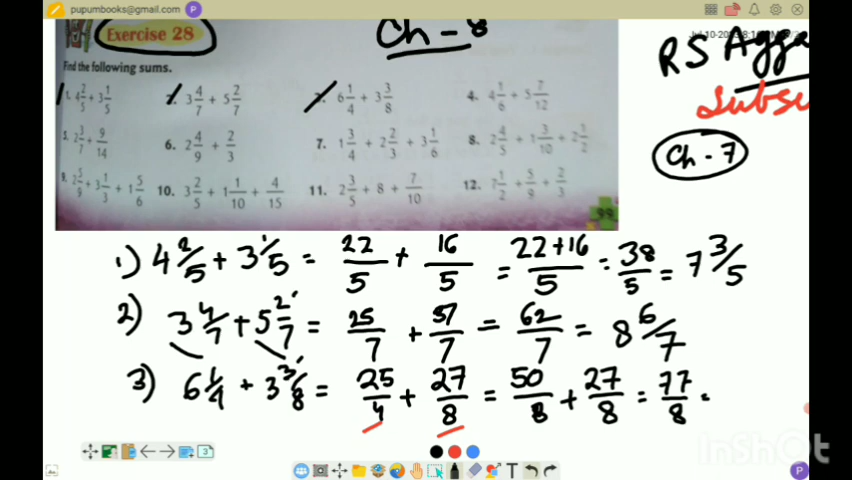 pupumbooks@gmail.com
Exercise 28
Ch - 8
RS Agga
Subsc
Ch - 7
Find the following sums.
1. 4 2/5 + 3 1/5
3 4/7 + 5 2/7
6 1/4 + 3 3/8
4. 4 1/6 + 5 7/12
5. 2 3/7 + 9/14
6. 2 4/9 + 2/3
7. 1 3/4 + 2 2/3 + 3 1/6
8. 2 4/5 + 1 3/10 + 2 1/2
9. 2 5/9 + 3 1/3 + 1 5/6
10. 3 2/5 + 1 1/10 + 4/15
11. 2 3/5 + 8 + 7/10
12. 7 1/2 + 5/9 + 2/3
99
1) 4 2/5 + 3 1/5 = 22/5 + 16/5 = 22+16/5 = 38/5 = 7 3/5
2) 3 4/7 + 5 2/7 = 25/7 + 37/7 = 62/7 = 8 6/7
3) 6 1/4 + 3 3/8 = 25/4 + 27/8 = 50/8 + 27/8 = 77/8 =
3
T
InShOt
P